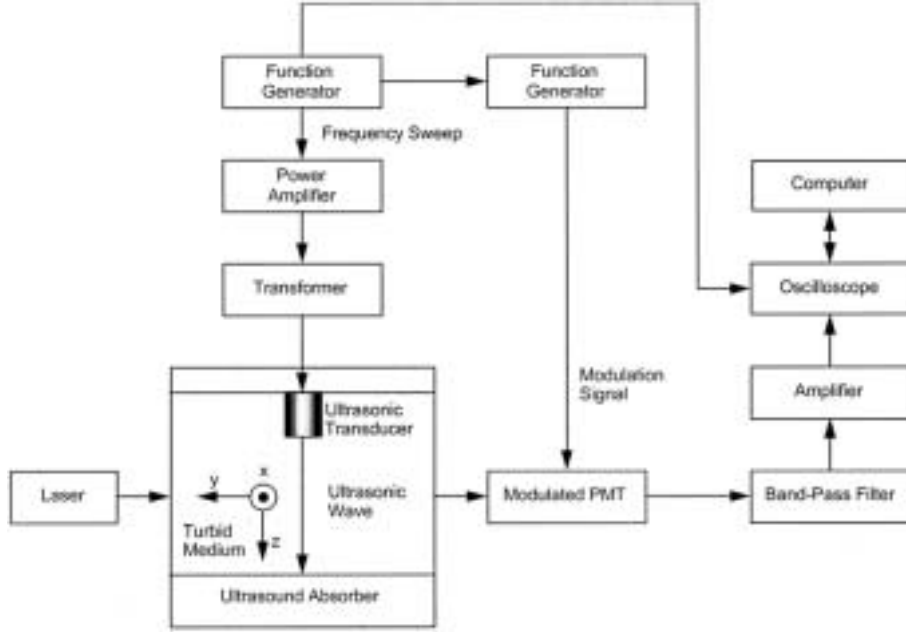 Function
Generator
Function
Generator
Frequency Sweep
Power
Amplifier
Computer
Transformer
Oscilloscope
Modulation
Signal
Amplifier
Ultrasonic
Transducer
Laser
y
x
z
Turbid
Medium
Ultrasonic
Wave
Modulated PMT
Band-Pass Filter
Ultrasound Absorber